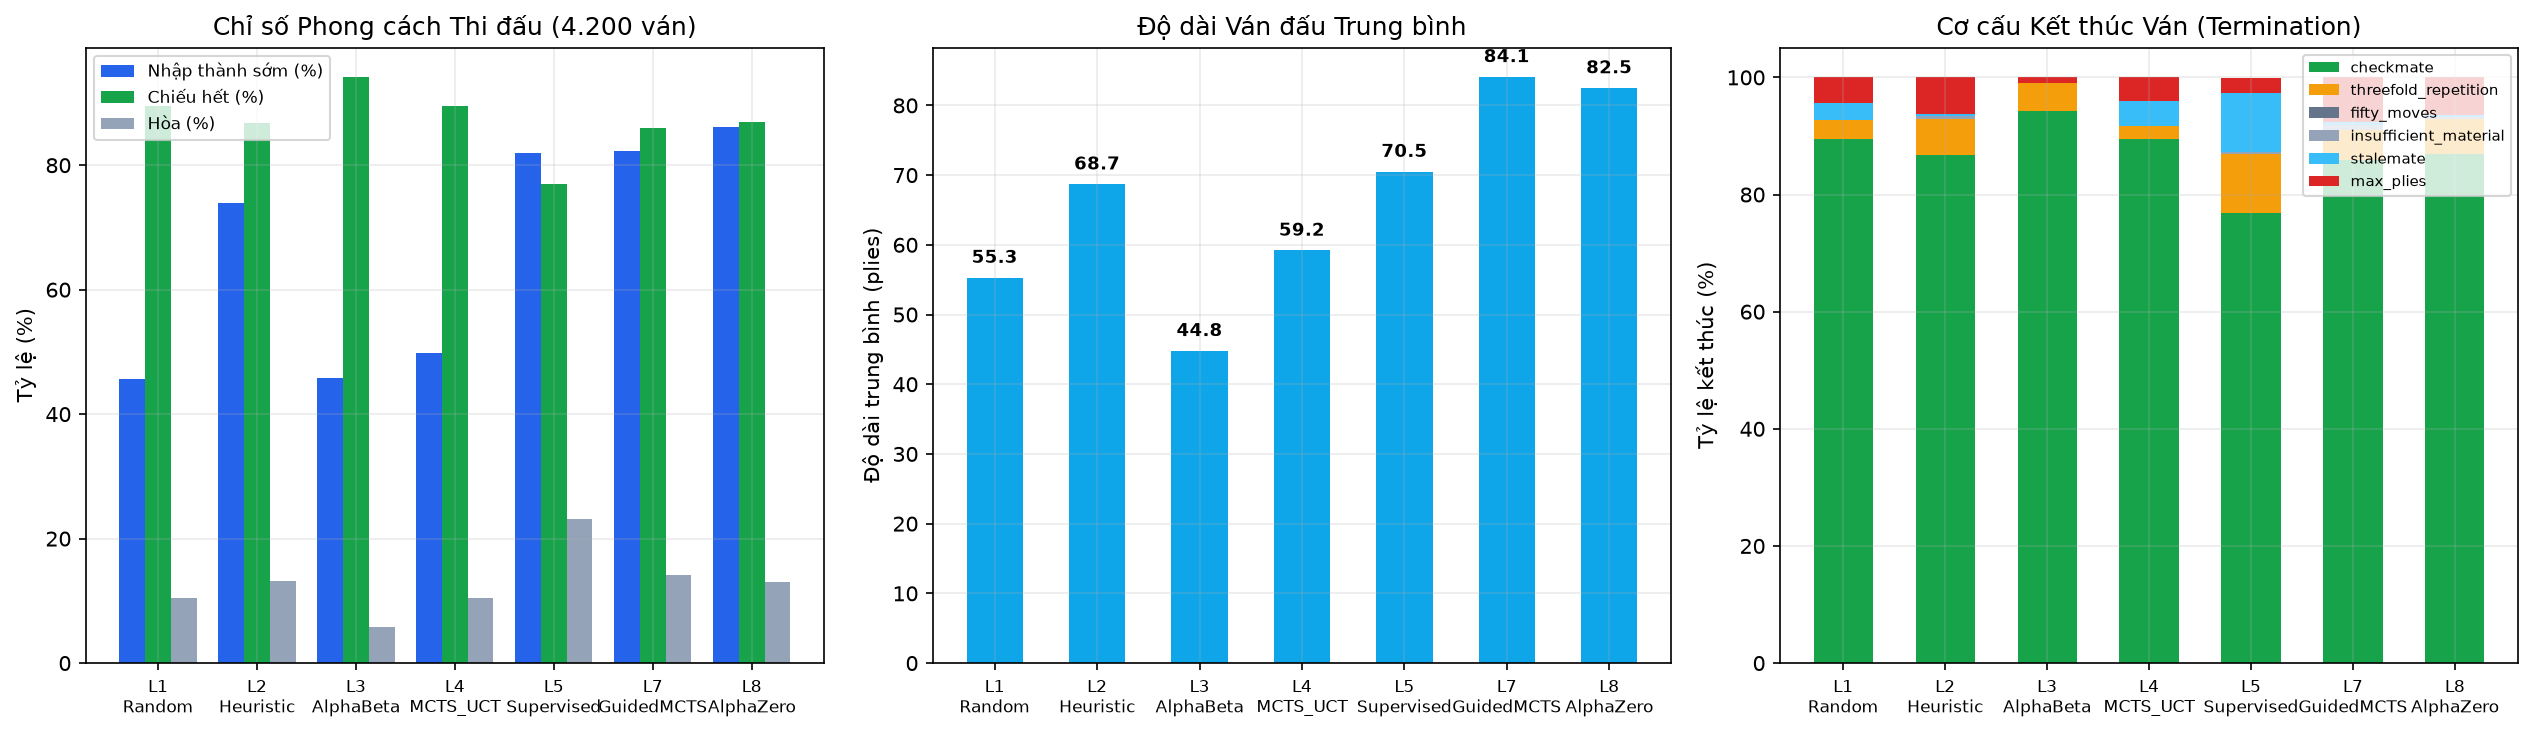 Chỉ số Phong cách Thi đấu (4.200 ván)
Nhập thành sớm (%)
Chiếu hết (%)
Hòa (%)
Tỷ lệ (%)
80
60
40
20
0
L1 L2 L3 L4 L5 L7 L8
Random Heuristic AlphaBeta MCTS_UCT Supervised GuidedMCTS AlphaZero
Độ dài Ván đấu Trung bình
Độ dài trung bình (plies)
80
70
60
50
40
30
20
10
0
55.3
68.7
44.8
59.2
70.5
84.1
82.5
L1 L2 L3 L4 L5 L7 L8
Random Heuristic AlphaBeta MCTS_UCT Supervised GuidedMCTS AlphaZero
Cơ cấu Kết thúc Ván (Termination)
checkmate
threefold_repetition
fifty_moves
insufficient_material
stalemate
max_plies
Tỷ lệ kết thúc (%)
100
80
60
40
20
0
L1 L2 L3 L4 L5 L7 L8
Random Heuristic AlphaBeta MCTS_UCT Supervised GuidedMCTS AlphaZero